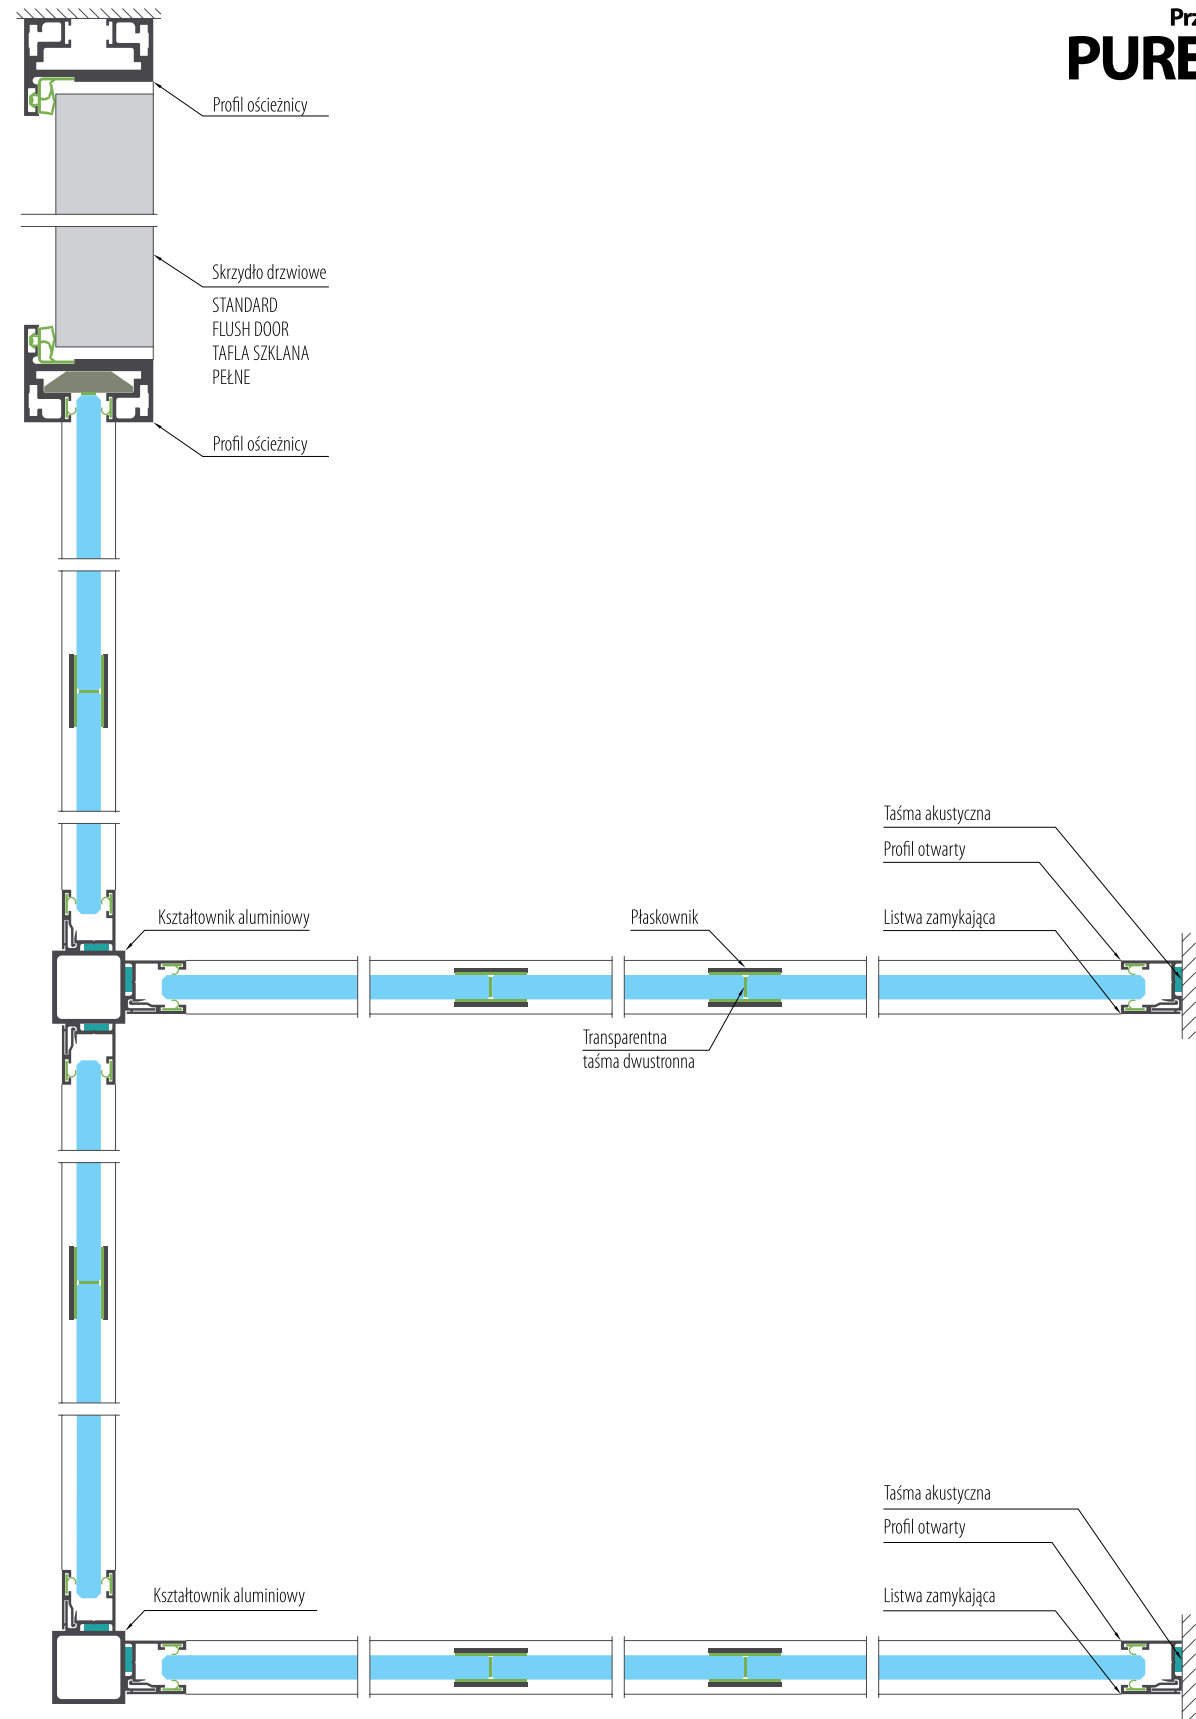 Prz
PURE
Profil ościeżnicy
Skrzydło drzwiowe
STANDARD
FLUSH DOOR
TAFLA SZKLANA
PEŁNE
Profil ościeżnicy
Taśma akustyczna
Profil otwarty
Kształtownik aluminiowy
Płaskownik
Listwa zamykająca
Transparentna
taśma dwustronna
Taśma akustyczna
Profil otwarty
Kształtownik aluminiowy
Listwa zamykająca